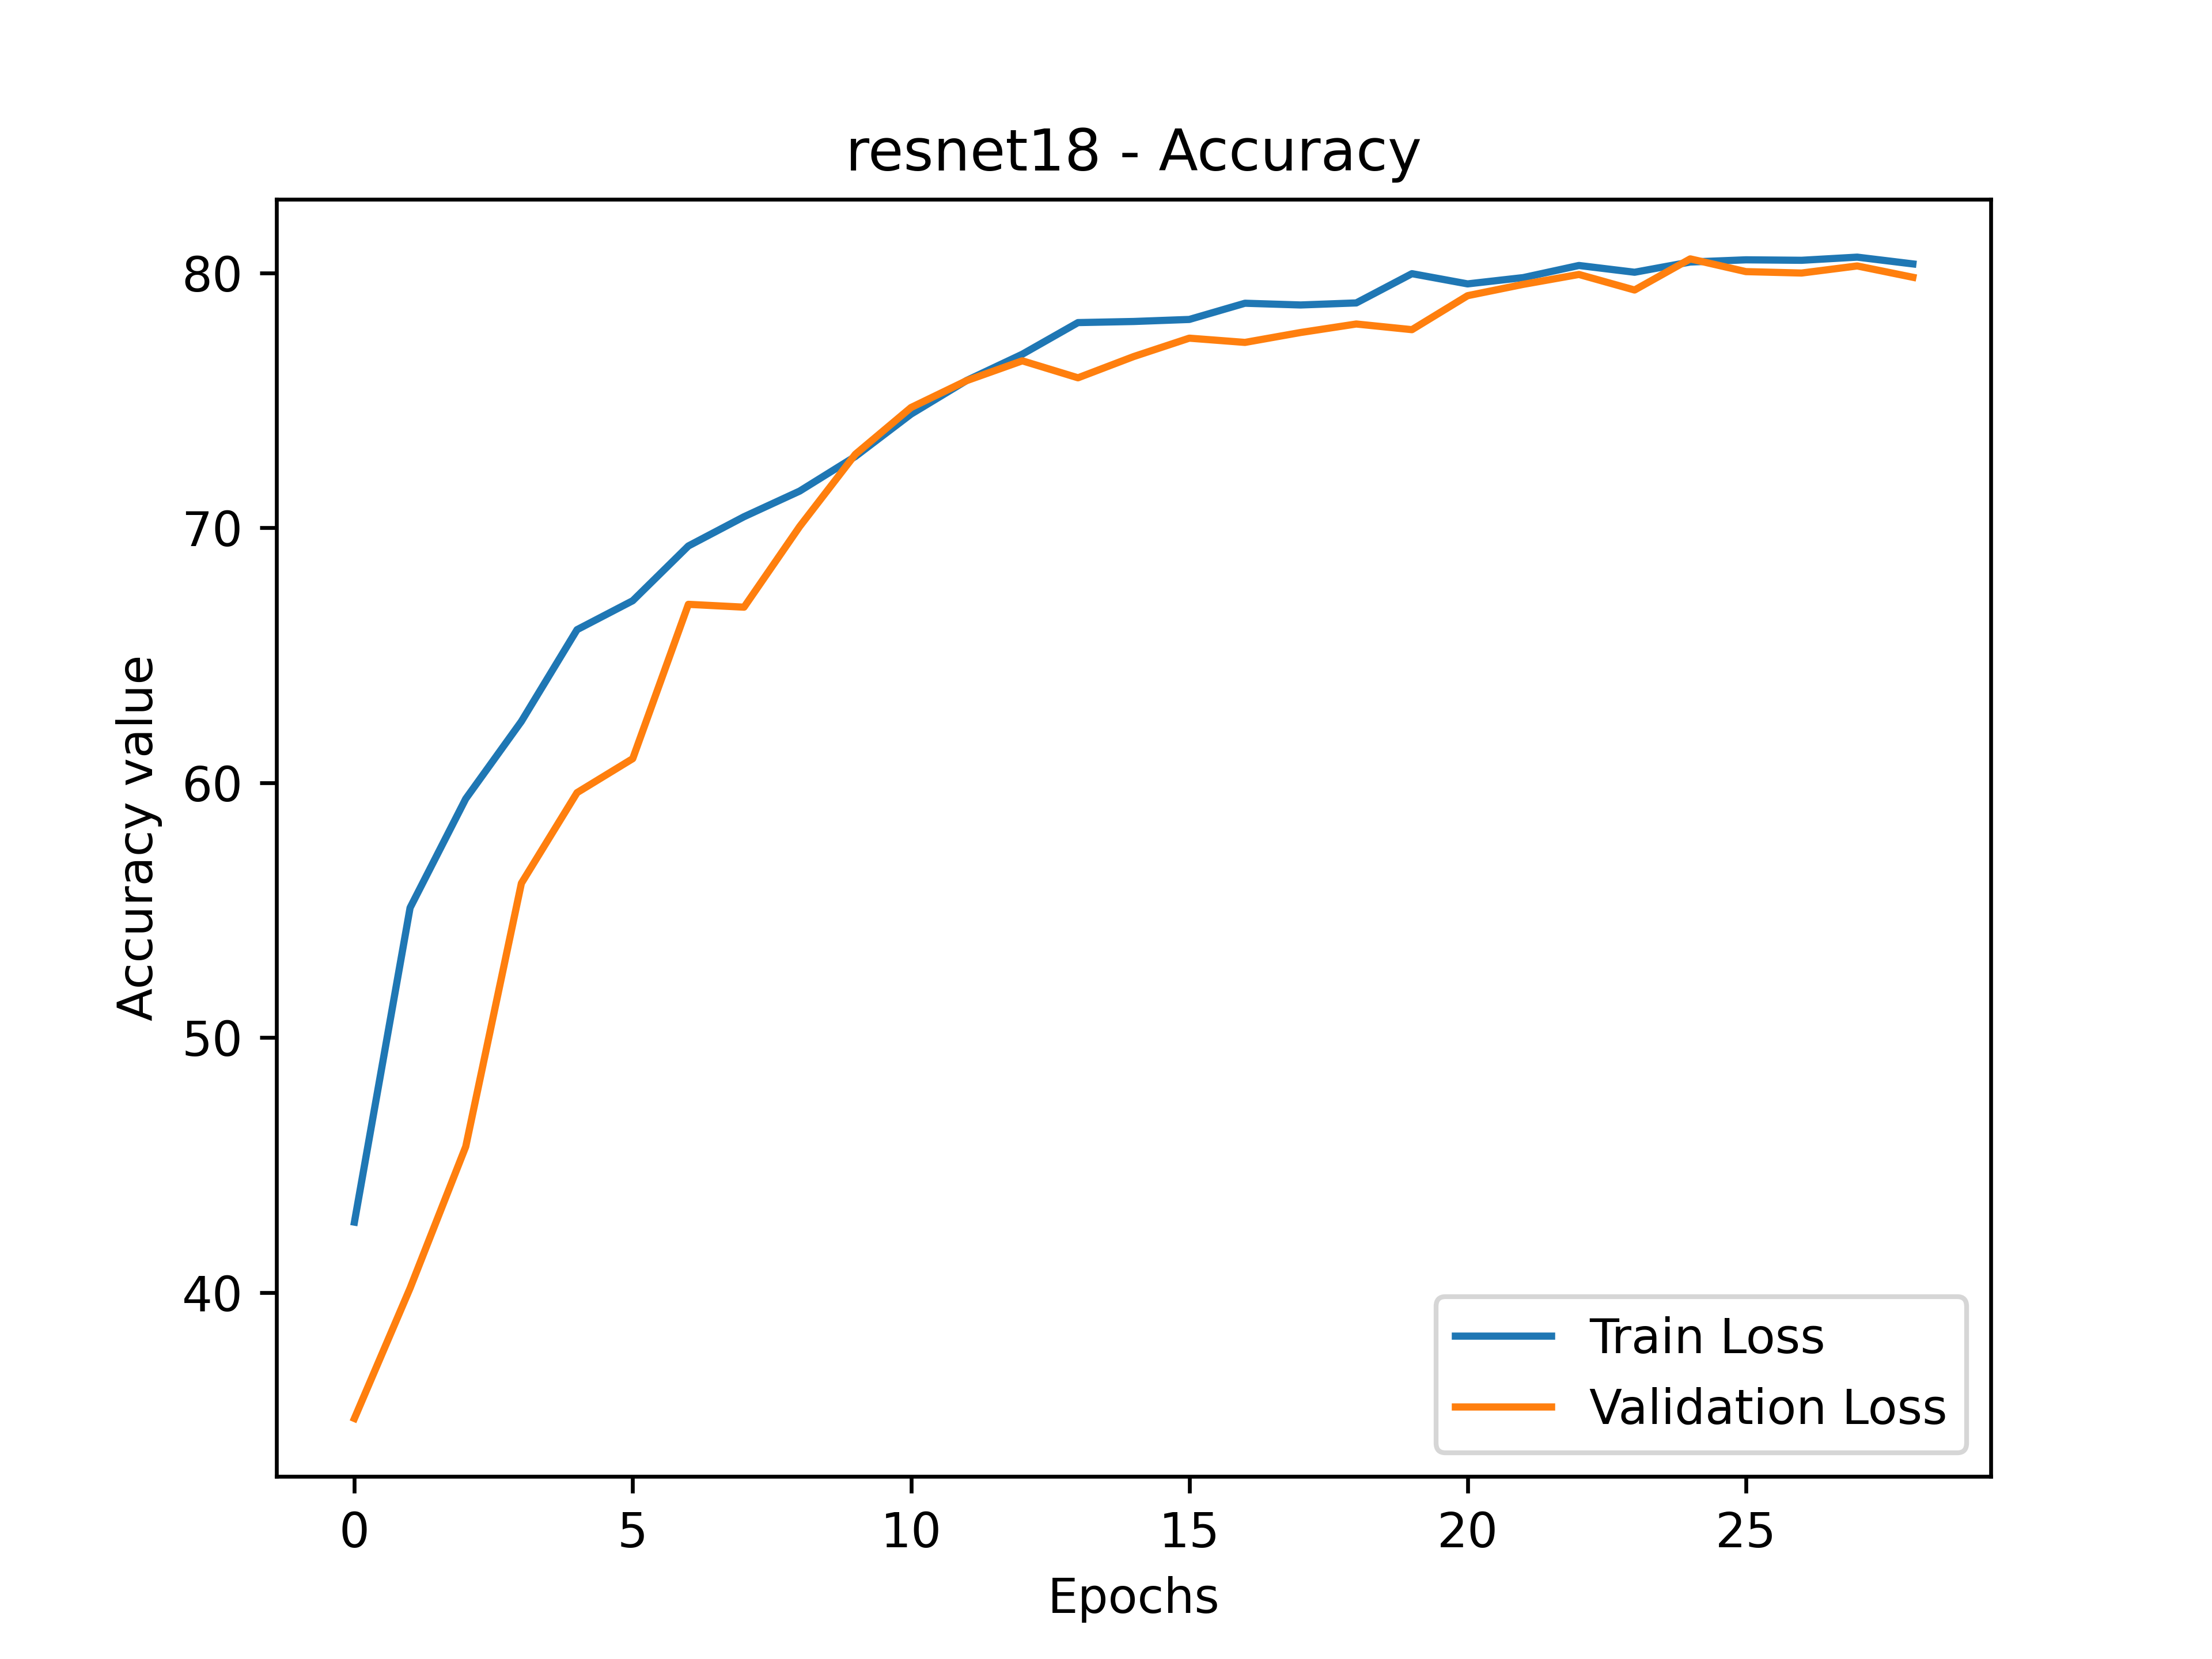 resnet18 - Accuracy
Accuracy value
80
70
60
50
40
Train Loss
Validation Loss
0 5 10 15 20 25
Epochs